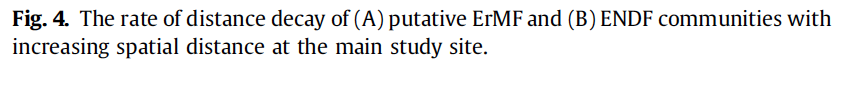 Fig. 4. The rate of distance decay of (A) putative ErMF and (B) ENDF communities with
increasing spatial distance at the main study site.